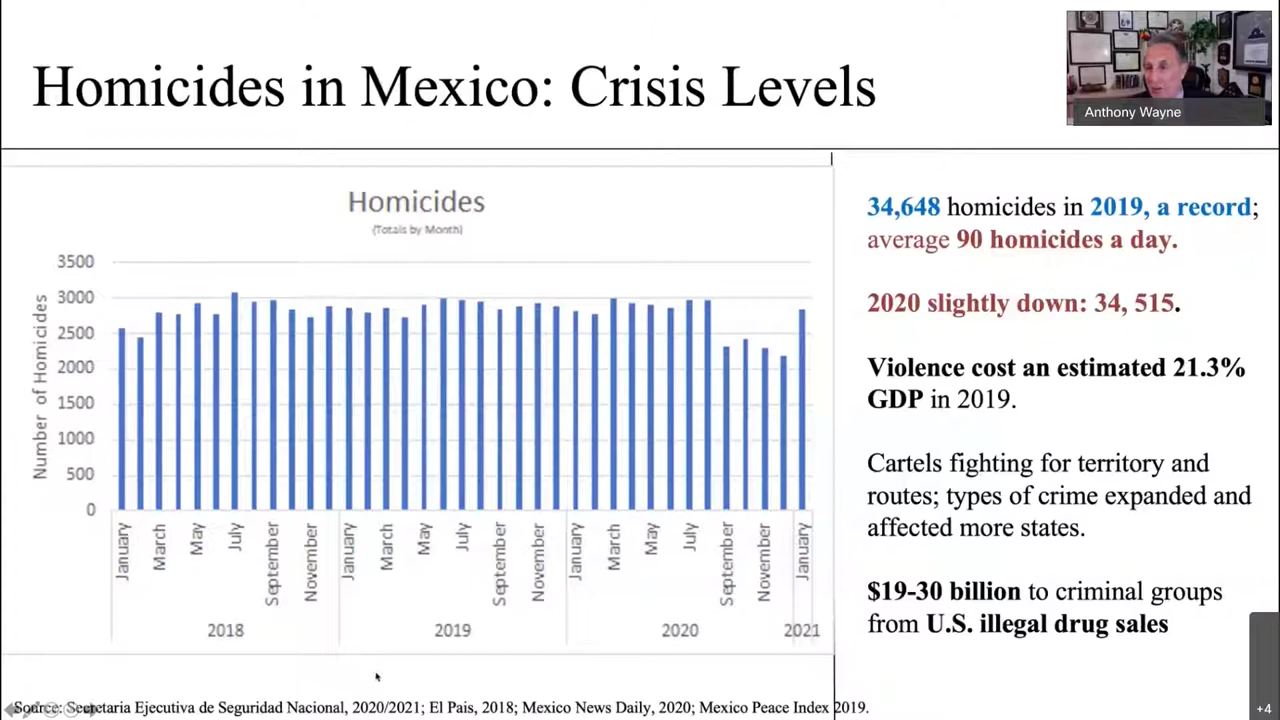 Homicides in Mexico: Crisis Levels
Anthony Wayne
Homicides
(Totals by Month)
Number of Homicides
3500
3000
2500
2000
1500
1000
500
0
January
March
May
July
September
November
January
March
May
July
September
November
January
March
May
July
September
November
January
2018
2019
2020
2021
34,648 homicides in 2019, a record;
average 90 homicides a day.
2020 slightly down: 34, 515.
Violence cost an estimated 21.3%
GDP in 2019.
Cartels fighting for territory and
routes; types of crime expanded and
affected more states.
$19-30 billion to criminal groups
from U.S. illegal drug sales
Source: Secretaria Ejecutiva de Seguridad Nacional, 2020/2021; El Pais, 2018; Mexico News Daily, 2020; Mexico Peace Index 2019.
+4